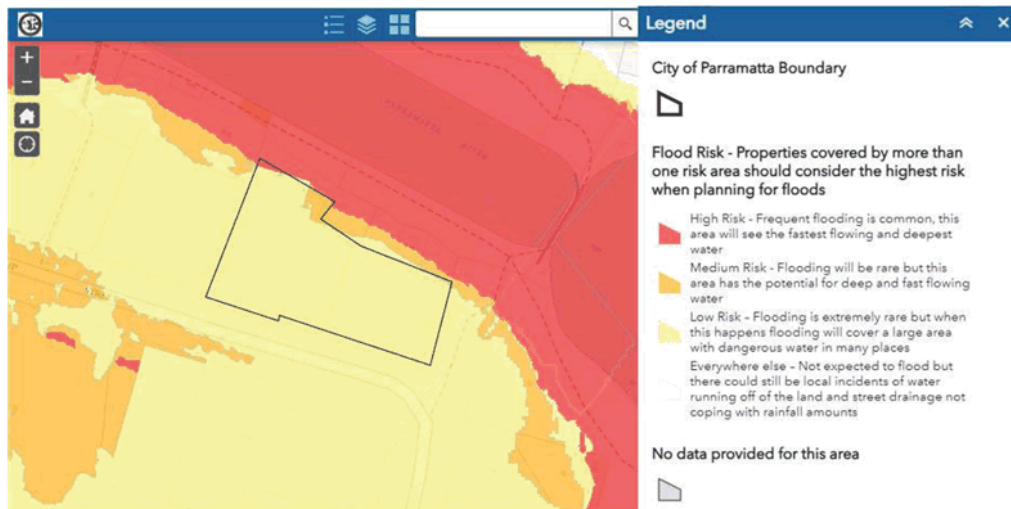 Legend
City of Parramatta Boundary
Flood Risk - Properties covered by more than
one risk area should consider the highest risk
when planning for floods
High Risk - Frequent flooding is common, this
area will see the fastest flowing and deepest
water
Medium Risk - Flooding will be rare but this
area has the potential for deep and fast flowing
water
Low Risk - Flooding is extremely rare but when
this happens flooding will cover a large area
with dangerous water in many places
Everywhere else – Not expected to flood but
there could still be local incidents of water
running off of the land and street drainage not
coping with rainfall amounts
No data provided for this area